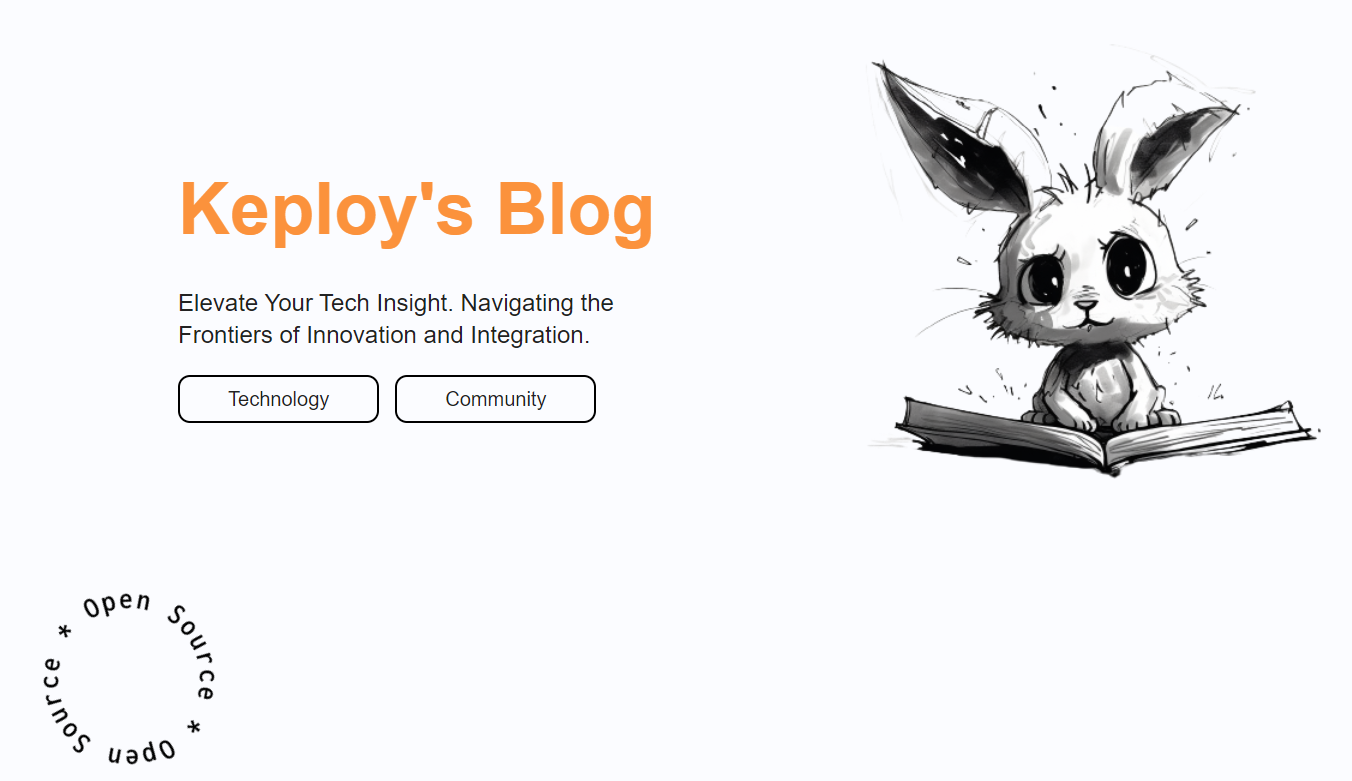 Keploy's Blog
Elevate Your Tech Insight. Navigating the
Frontiers of Innovation and Integration.
Technology
Community
Open Source * Open Source *